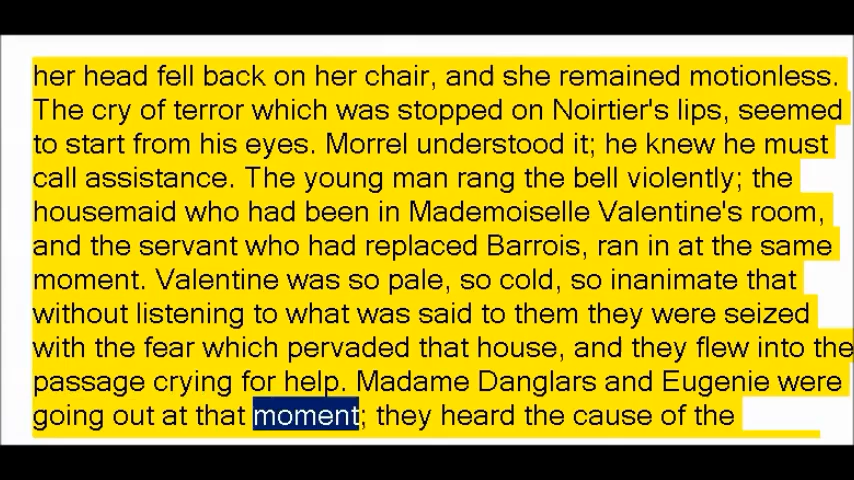 her head fell back on her chair, and she remained motionless.
The cry of terror which was stopped on Noirtier's lips, seemed
to start from his eyes. Morrel understood it; he knew he must
call assistance. The young man rang the bell violently; the
housemaid who had been in Mademoiselle Valentine's room,
and the servant who had replaced Barrois, ran in at the same
moment. Valentine was so pale, so cold, so inanimate that
without listening to what was said to them they were seized
with the fear which pervaded that house, and they flew into the
passage crying for help. Madame Danglars and Eugenie were
going out at that moment; they heard the cause of the